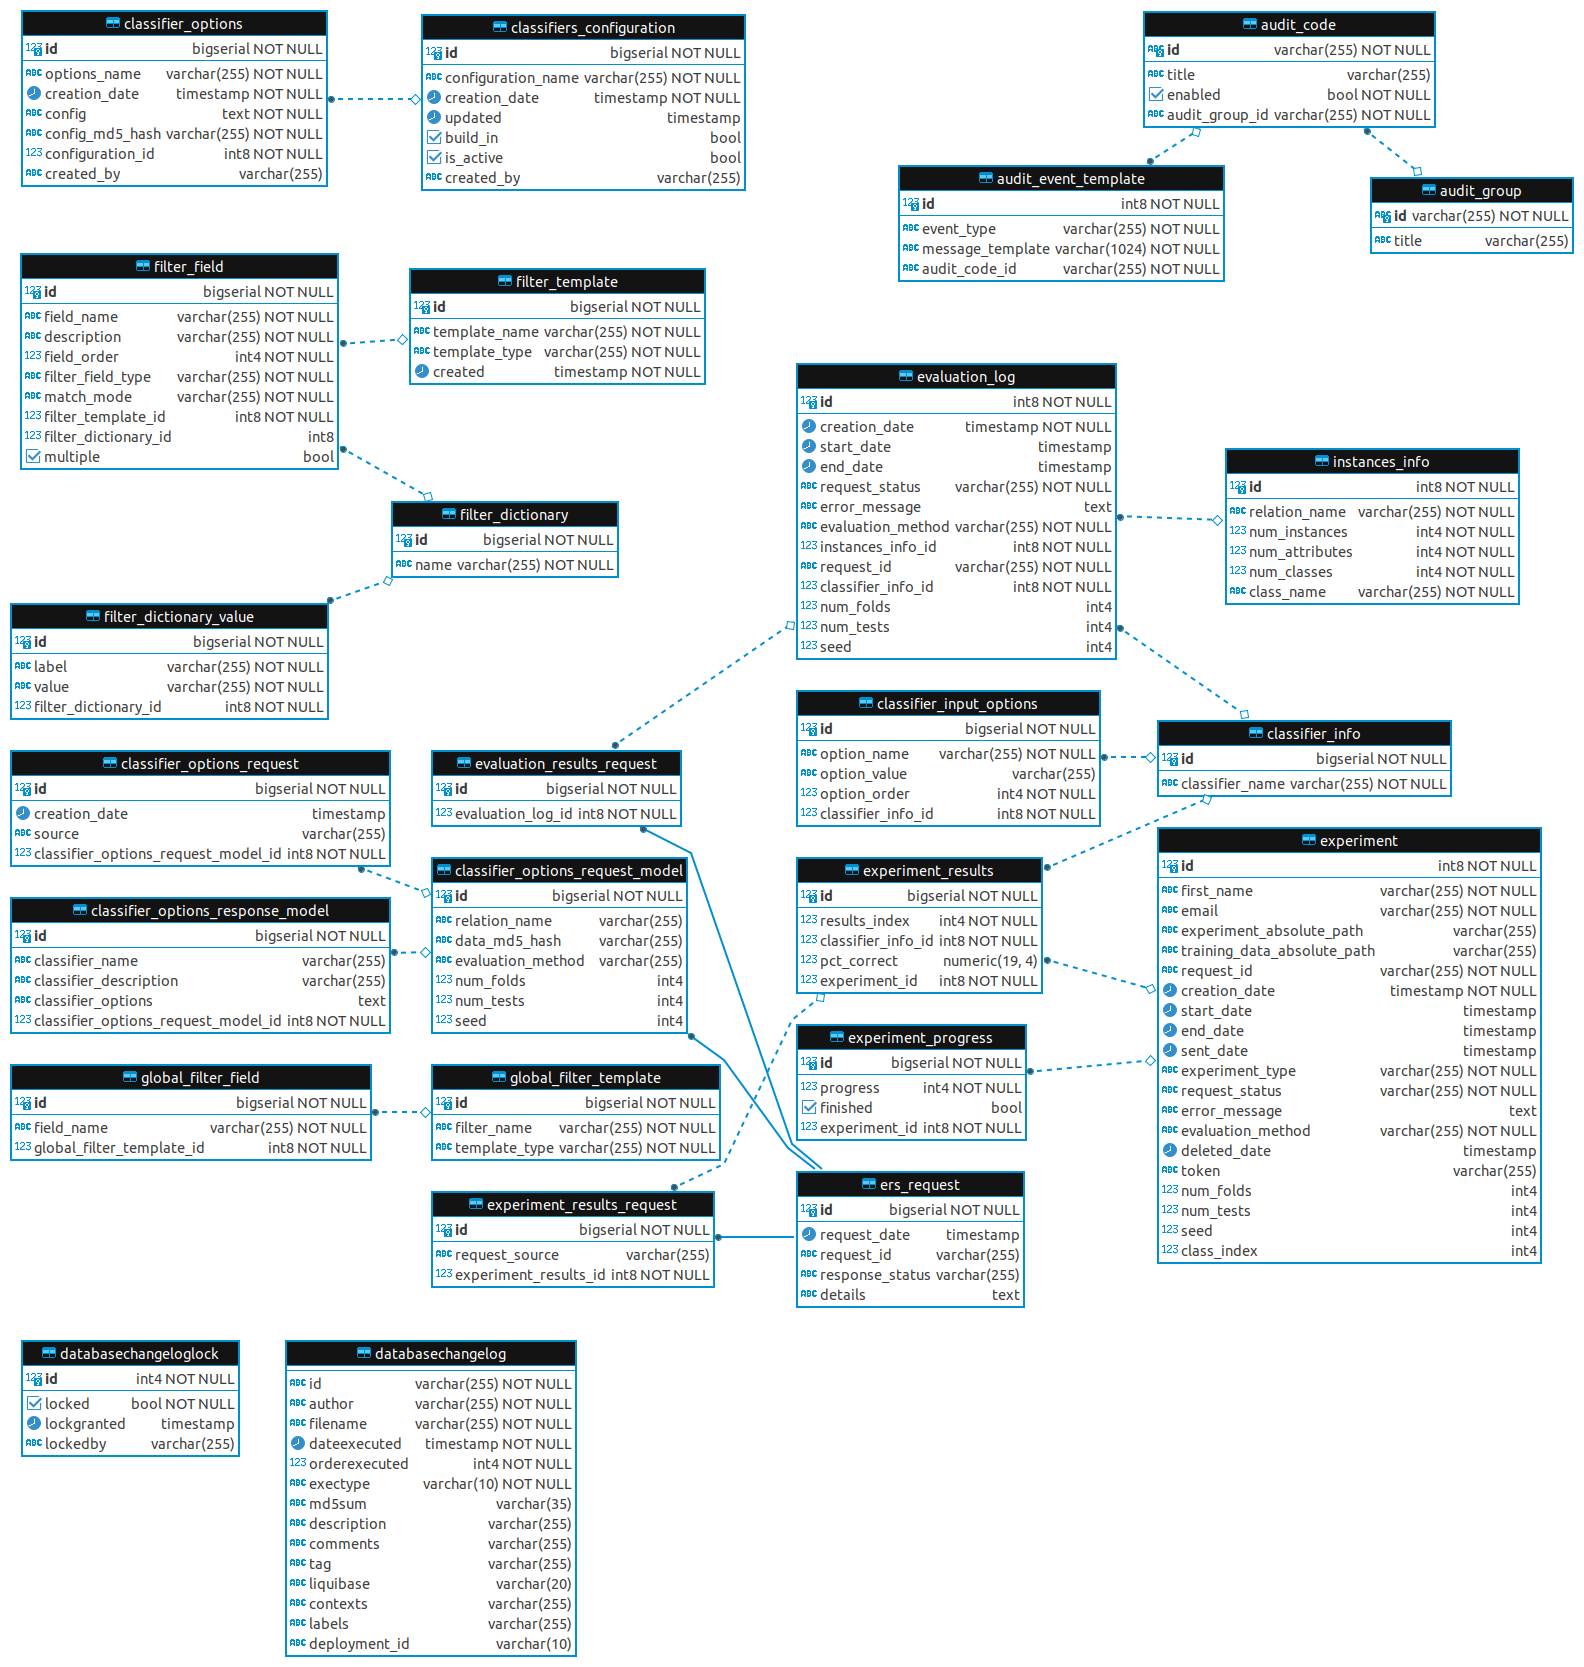 classifier_options
id bigserial NOT NULL
options_name varchar(255) NOT NULL
creation_date timestamp NOT NULL
config text NOT NULL
config_md5_hash varchar(255) NOT NULL
configuration_id int8 NOT NULL
created_by varchar(255)
classifiers_configuration
id bigserial NOT NULL
configuration_name varchar(255) NOT NULL
creation_date timestamp NOT NULL
updated timestamp
build_in bool
is_active bool
created_by varchar(255)
audit_code
id varchar(255) NOT NULL
title varchar(255)
enabled bool NOT NULL
audit_group_id varchar(255) NOT NULL
audit_event_template
id int8 NOT NULL
event_type varchar(255) NOT NULL
message_template varchar(1024) NOT NULL
audit_code_id varchar(255) NOT NULL
audit_group
id varchar(255) NOT NULL
title varchar(255)
filter_field
id bigserial NOT NULL
field_name varchar(255) NOT NULL
description varchar(255) NOT NULL
field_order int4 NOT NULL
filter_field_type varchar(255) NOT NULL
match_mode varchar(255) NOT NULL
filter_template_id int8 NOT NULL
filter_dictionary_id int8
multiple bool
filter_template
id bigserial NOT NULL
template_name varchar(255) NOT NULL
template_type varchar(255) NOT NULL
created timestamp NOT NULL
evaluation_log
id int8 NOT NULL
creation_date timestamp NOT NULL
start_date timestamp
end_date timestamp
request_status varchar(255) NOT NULL
error_message text
evaluation_method varchar(255) NOT NULL
instances_info_id int8 NOT NULL
request_id varchar(255) NOT NULL
classifier_info_id int8 NOT NULL
num_folds int4
num_tests int4
seed int4
instances_info
id int8 NOT NULL
relation_name varchar(255) NOT NULL
num_instances int4 NOT NULL
num_attributes int4 NOT NULL
num_classes int4 NOT NULL
class_name varchar(255) NOT NULL
filter_dictionary
id bigserial NOT NULL
name varchar(255) NOT NULL
filter_dictionary_value
id bigserial NOT NULL
label varchar(255) NOT NULL
value varchar(255) NOT NULL
filter_dictionary_id int8 NOT NULL
classifier_input_options
id bigserial NOT NULL
option_name varchar(255) NOT NULL
option_value varchar(255)
option_order int4 NOT NULL
classifier_info_id int8 NOT NULL
classifier_info
id bigserial NOT NULL
classifier_name varchar(255) NOT NULL
classifier_options_request
id bigserial NOT NULL
creation_date timestamp
source varchar(255)
classifier_options_request_model_id int8 NOT NULL
evaluation_results_request
id bigserial NOT NULL
evaluation_log_id int8 NOT NULL
classifier_options_request_model
id bigserial NOT NULL
relation_name varchar(255)
data_md5_hash varchar(255)
evaluation_method varchar(255)
num_folds int4
num_tests int4
seed int4
experiment_results
id bigserial NOT NULL
results_index int4 NOT NULL
classifier_info_id int8 NOT NULL
pct_correct numeric(19, 4)
experiment_id int8 NOT NULL
experiment
id int8 NOT NULL
first_name varchar(255) NOT NULL
email varchar(255) NOT NULL
experiment_absolute_path varchar(255)
training_data_absolute_path varchar(255)
request_id varchar(255) NOT NULL
creation_date timestamp NOT NULL
start_date timestamp
end_date timestamp
sent_date timestamp
experiment_type varchar(255) NOT NULL
request_status varchar(255) NOT NULL
error_message text
evaluation_method varchar(255) NOT NULL
deleted_date timestamp
token varchar(255)
num_folds int4
num_tests int4
seed int4
class_index int4
classifier_options_response_model
id bigserial NOT NULL
classifier_name varchar(255)
classifier_description varchar(255)
classifier_options text
classifier_options_request_model_id int8 NOT NULL
experiment_progress
id bigserial NOT NULL
progress int4 NOT NULL
finished bool
experiment_id int8 NOT NULL
global_filter_field
id bigserial NOT NULL
field_name varchar(255) NOT NULL
global_filter_template_id int8 NOT NULL
global_filter_template
id bigserial NOT NULL
filter_name varchar(255) NOT NULL
template_type varchar(255) NOT NULL
experiment_results_request
id bigserial NOT NULL
request_source varchar(255)
experiment_results_id int8 NOT NULL
ers_request
id bigserial NOT NULL
request_date timestamp
request_id varchar(255)
response_status varchar(255)
details text
databasechangeloglock
id int4 NOT NULL
locked bool NOT NULL
lockgranted timestamp
lockedby varchar(255)
databasechangelog
id varchar(255) NOT NULL
author varchar(255) NOT NULL
filename varchar(255) NOT NULL
dateexecuted timestamp NOT NULL
orderexecuted int4 NOT NULL
exectype varchar(10) NOT NULL
md5sum varchar(35)
description varchar(255)
comments varchar(255)
tag varchar(255)
liquibase varchar(20)
contexts varchar(255)
labels varchar(255)
deployment_id varchar(10)